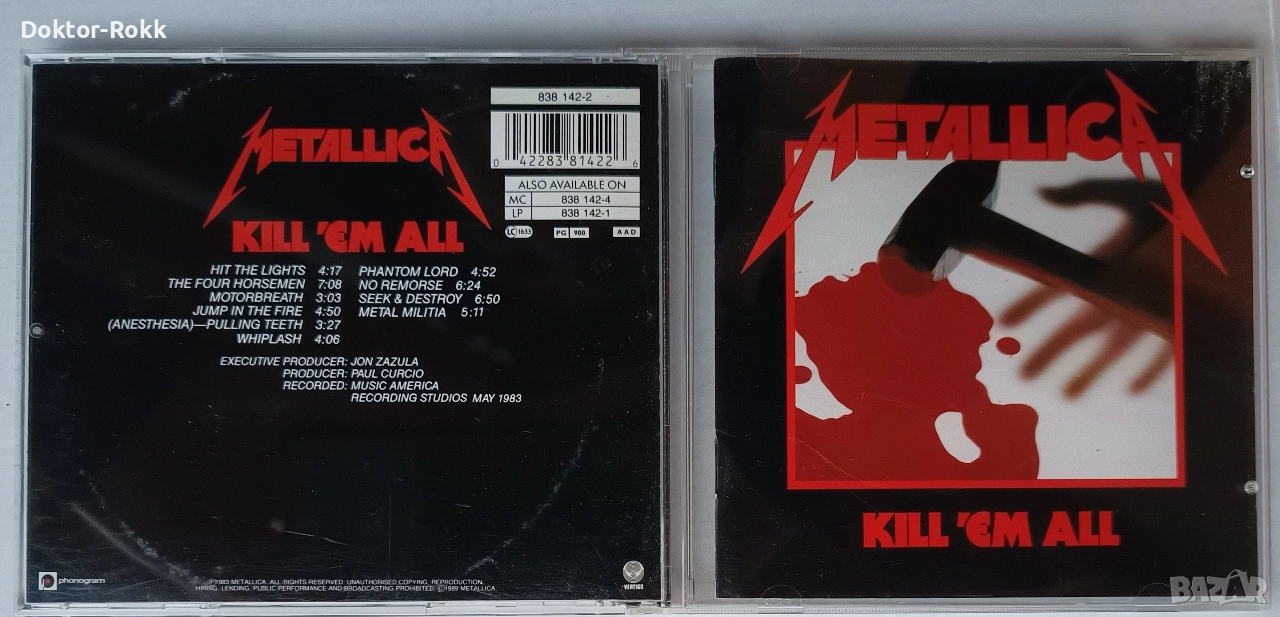 Doktor-Rokk
838 142-2
METALLICA
0 42283 81422 6
ALSO AVAILABLE ON
MC 838 142-4
LP 838 142-1
LC 1633 PG 900 AAD
KILL 'EM ALL
HIT THE LIGHTS 4:17
THE FOUR HORSEMEN 7:08
MOTORBREATH 3:03
JUMP IN THE FIRE 4:50
(ANESTHESIA)—PULLING TEETH 3:27
WHIPLASH 4:06
PHANTOM LORD 4:52
NO REMORSE 6:24
SEEK & DESTROY 6:50
METAL MILITIA 5:11
EXECUTIVE PRODUCER: JON ZAZULA
PRODUCER: PAUL CURCIO
RECORDED: MUSIC AMERICA
RECORDING STUDIOS MAY 1983
phonogram
℗1983 METALLICA. ALL RIGHTS RESERVED. UNAUTHORISED COPYING, REPRODUCTION,
HIRING, LENDING, PUBLIC PERFORMANCE AND BROADCASTING PROHIBITED. ©1989 METALLICA
VERTIGO
METALLICA
KILL 'EM ALL
BAZAR